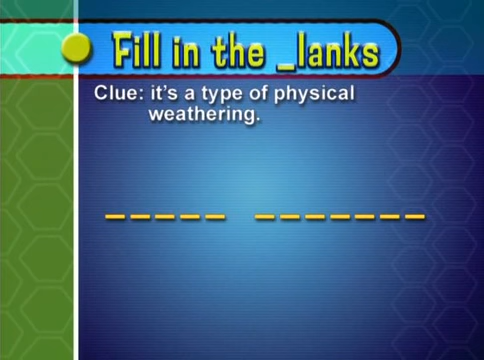 Fill in the _lanks
Clue: it's a type of physical
weathering.
_ _ _ _ _  _ _ _ _ _ _ _